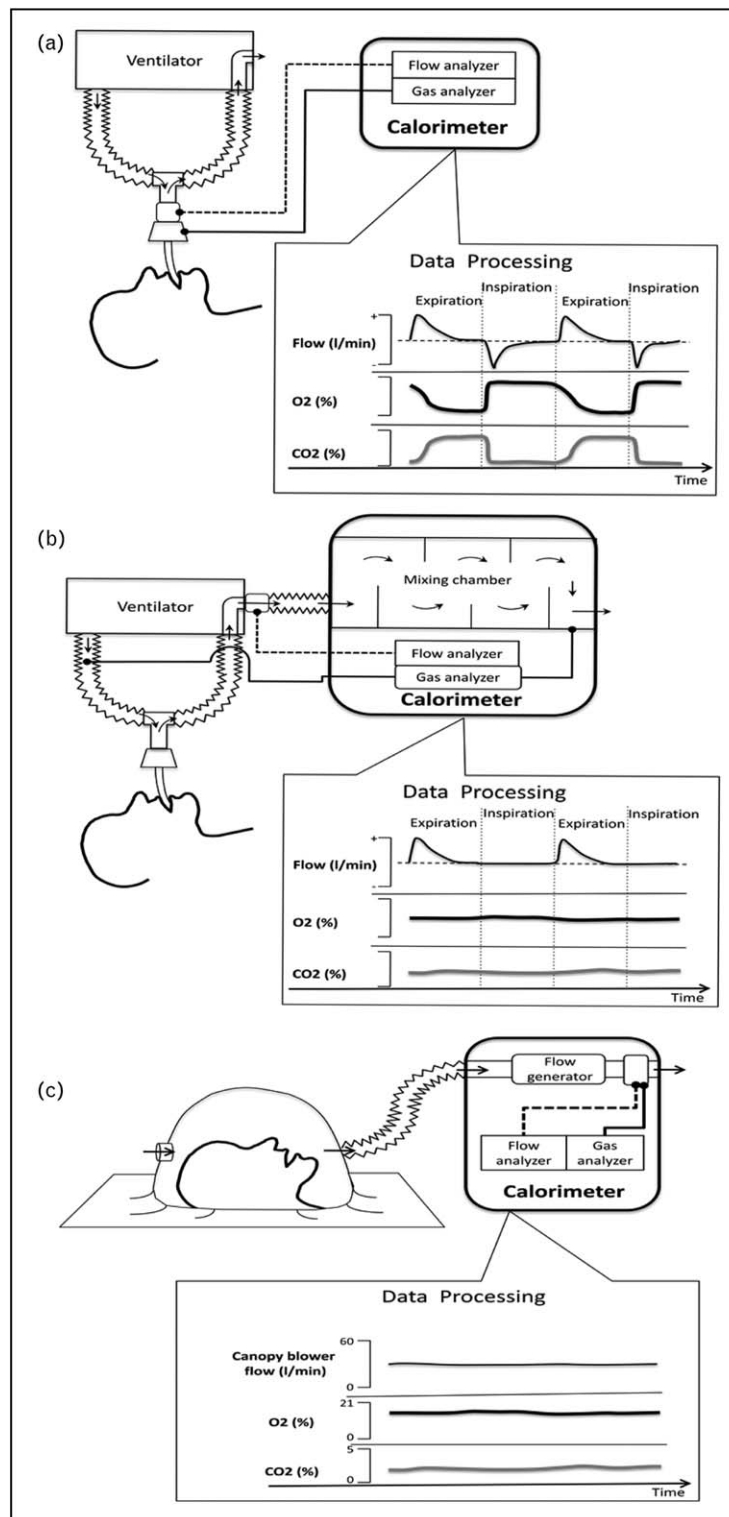 (a)
Ventilator
Flow analyzer
Gas analyzer
Calorimeter
Data Processing
Expiration
Inspiration
Expiration
Inspiration
+
Flow (l/min)
-
O2 (%)
CO2 (%)
Time
(b)
Ventilator
Mixing chamber
Flow analyzer
Gas analyzer
Calorimeter
Data Processing
Expiration
Inspiration
Expiration
Inspiration
+
Flow (l/min)
-
O2 (%)
CO2 (%)
Time
(c)
Flow
generator
Flow
analyzer
Gas
analyzer
Calorimeter
Data Processing
60
Canopy blower
flow (l/min)
0
21
O2 (%)
0
5
CO2 (%)
0
Time